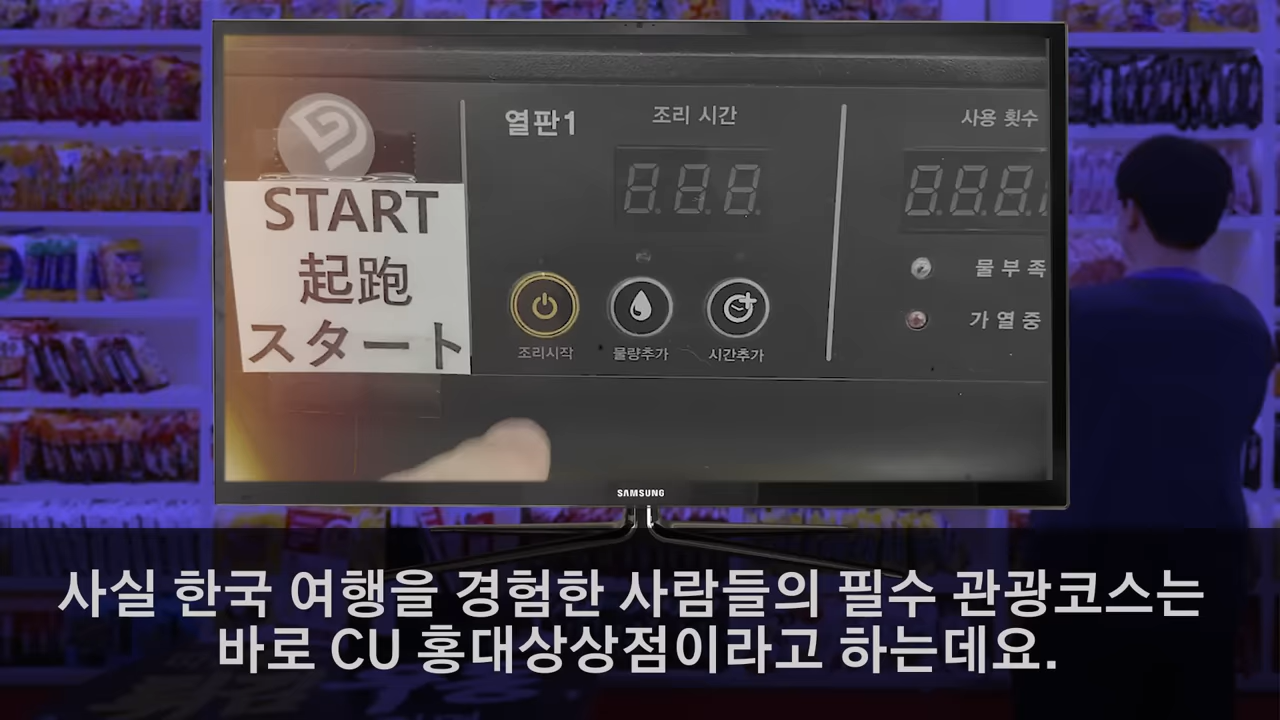 열판1
조리 시간
사용 횟수
START
起跑
スタート
물 부 족
가 열 중
조리시작
물량추가
시간추가
SAMSUNG
사실 한국 여행을 경험한 사람들의 필수 관광코스는
바로 CU 홍대상상점이라고 하는데요.